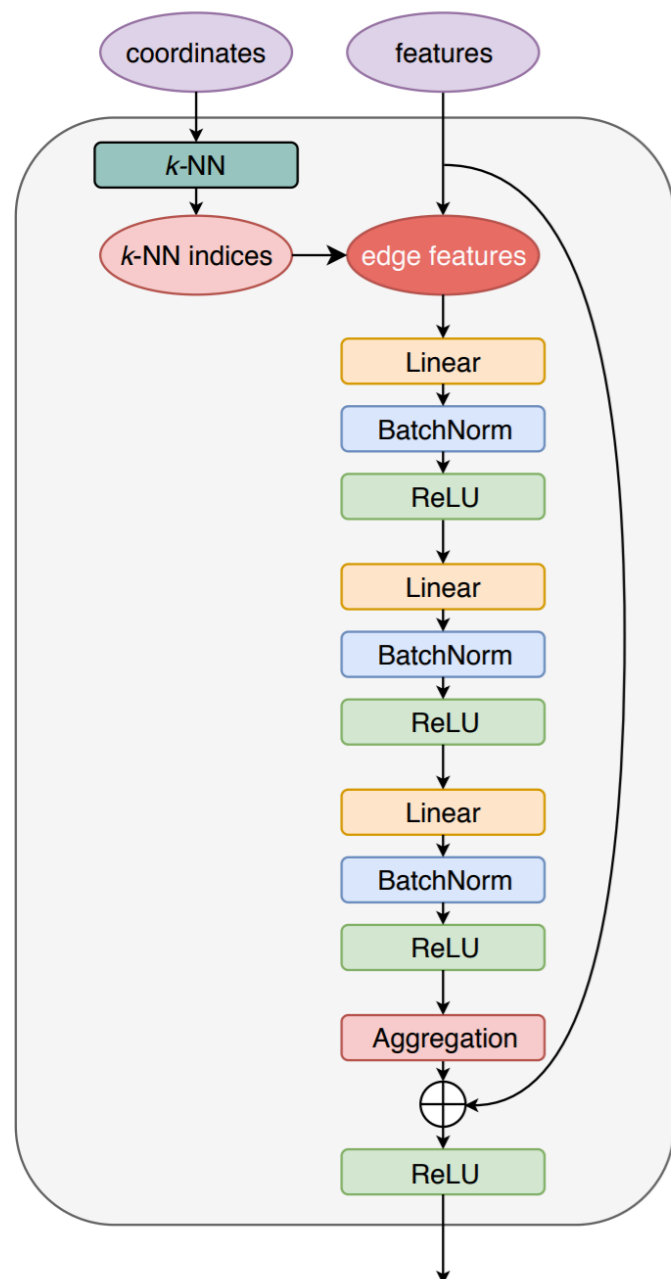 coordinates
features
k-NN
k-NN indices
edge features
Linear
BatchNorm
ReLU
Linear
BatchNorm
ReLU
Linear
BatchNorm
ReLU
Aggregation
ReLU